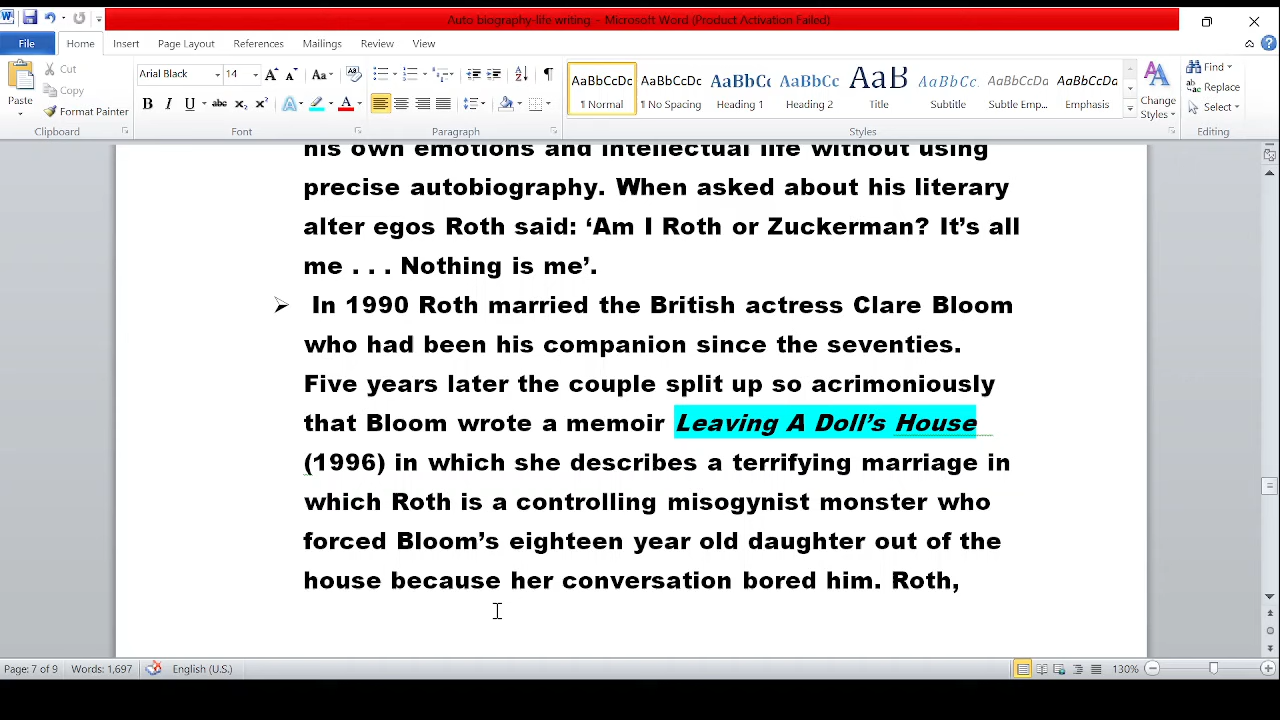 Auto biography-life writing - Microsoft Word (Product Activation Failed)
File Home Insert Page Layout References Mailings Review View
Paste
Cut
Copy
Format Painter
Clipboard
Arial Black 14
Font
Paragraph
AaBbCcDc AaBbCcDc AaBbCc AaBbCc AaB AaBbCc. AaBbCcDc AaBbCcDc
¶ Normal ¶ No Spacing Heading 1 Heading 2 Title Subtitle Subtle Em... Emphasis
Change Styles
Styles
Find
Replace
Select
Editing
his own emotions and intellectual life without using
precise autobiography. When asked about his literary
alter egos Roth said: ‘Am I Roth or Zuckerman? It’s all
me . . . Nothing is me’.
➢ In 1990 Roth married the British actress Clare Bloom
who had been his companion since the seventies.
Five years later the couple split up so acrimoniously
that Bloom wrote a memoir Leaving A Doll’s House
(1996) in which she describes a terrifying marriage in
which Roth is a controlling misogynist monster who
forced Bloom’s eighteen year old daughter out of the
house because her conversation bored him. Roth,
Page: 7 of 9 Words: 1,697 English (U.S.) 130%